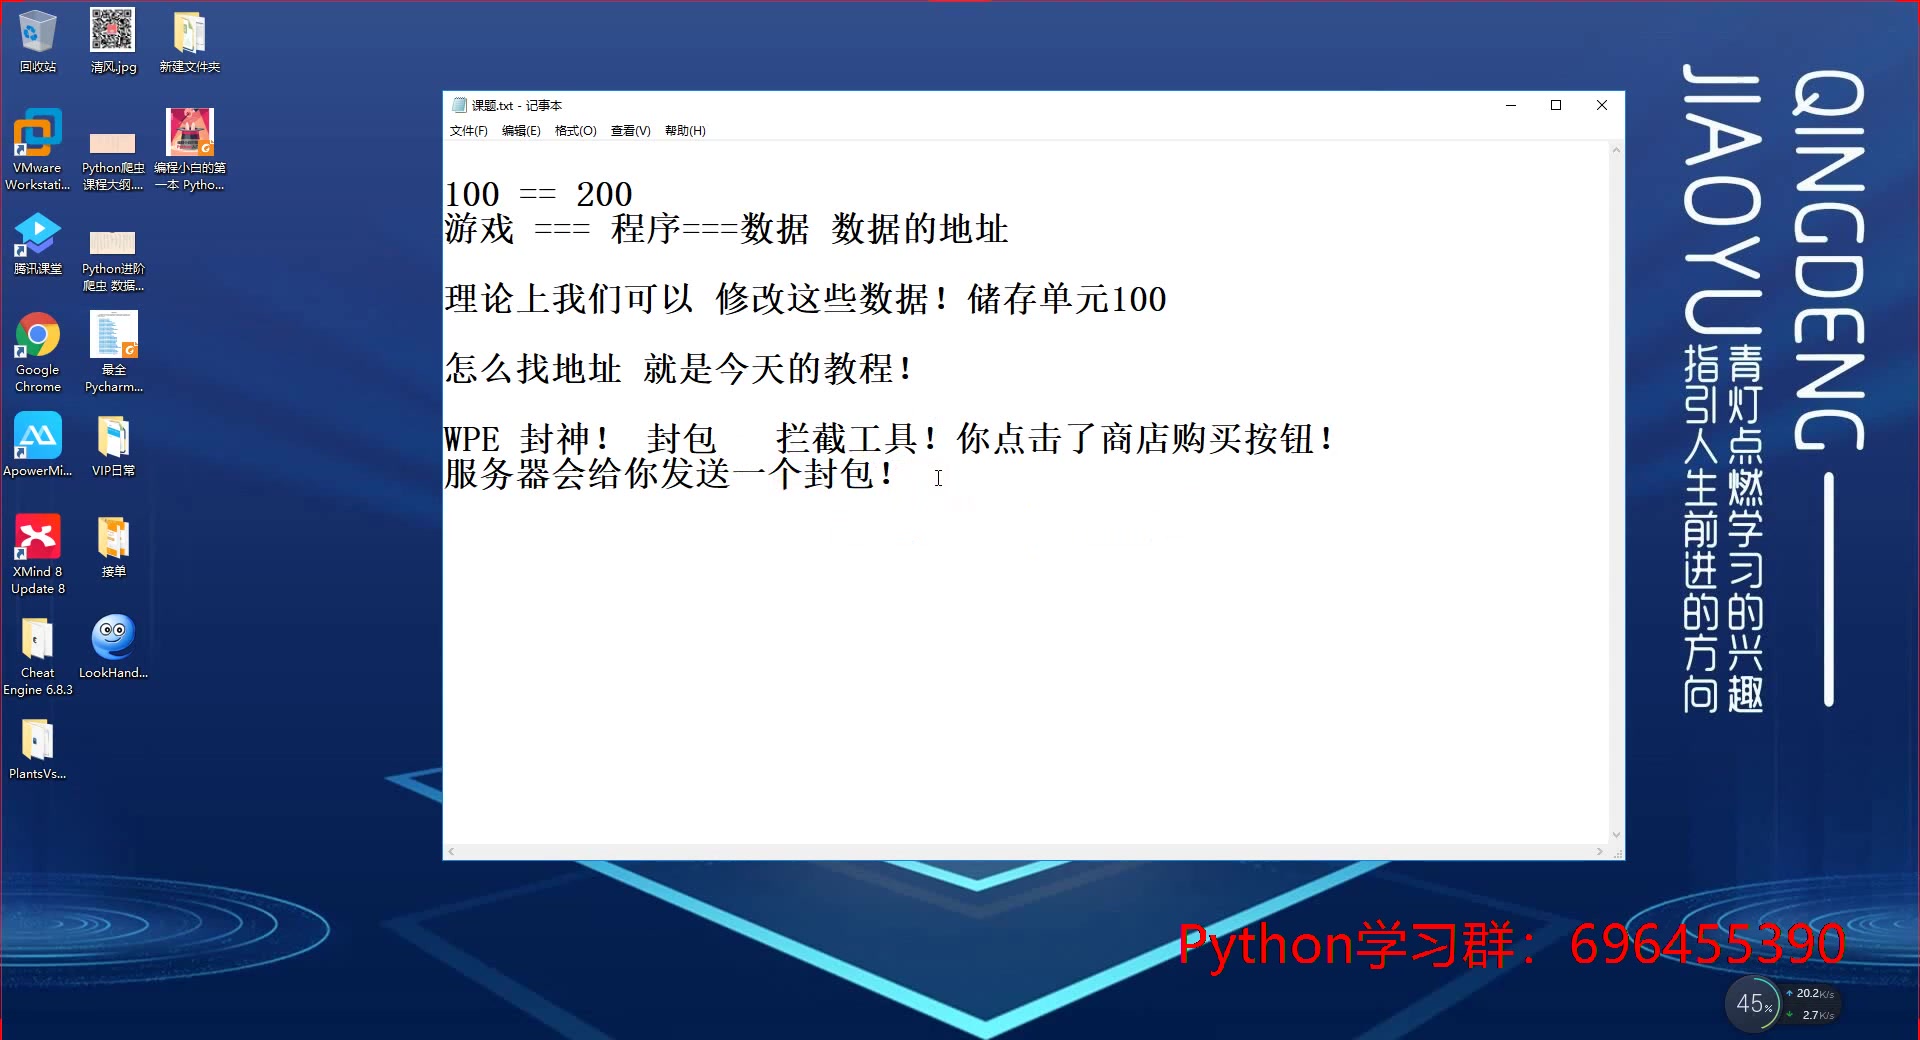 回收站
清风.jpg
新建文件夹
VMware
Workstati...
Python爬虫
课程大纲....
编程小白的第
一本 Pytho...
腾讯课堂
Python进阶
爬虫 数据...
Google
Chrome
最全
Pycharm...
ApowerMi...
VIP日常
XMind 8
Update 8
接单
Cheat
Engine 6.8.3
LookHand...
PlantsVs...
课题.txt - 记事本
文件(F) 编辑(E) 格式(O) 查看(V) 帮助(H)
100 == 200
游戏 === 程序===数据 数据的地址
理论上我们可以 修改这些数据！储存单元100
怎么找地址 就是今天的教程！
WPE 封神！ 封包 拦截工具！你点击了商店购买按钮！
服务器会给你发送一个封包！
QINGDENG
JIAOYU
青灯点燃学习的兴趣
指引人生前进的方向
Python学习群：696455390
45%
20.2K/s
2.7K/s